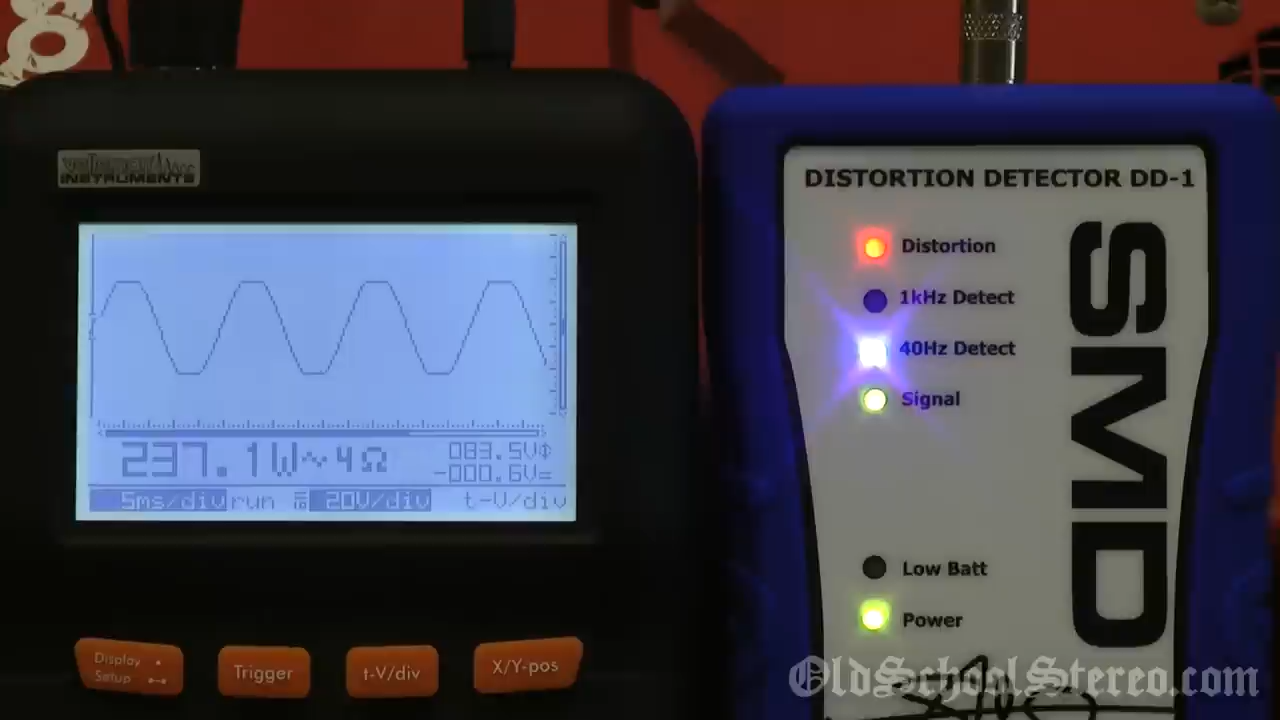 velleman
INSTRUMENTS
237.1W~4Ω
083.5V
-000.6V=
5ms/div run
20V/div
t-V/div
Display
Setup
Trigger
t-V/div
X/Y-pos
DISTORTION DETECTOR DD-1
Distortion
1kHz Detect
40Hz Detect
Signal
Low Batt
Power
SMD
OldSchoolStereo.com